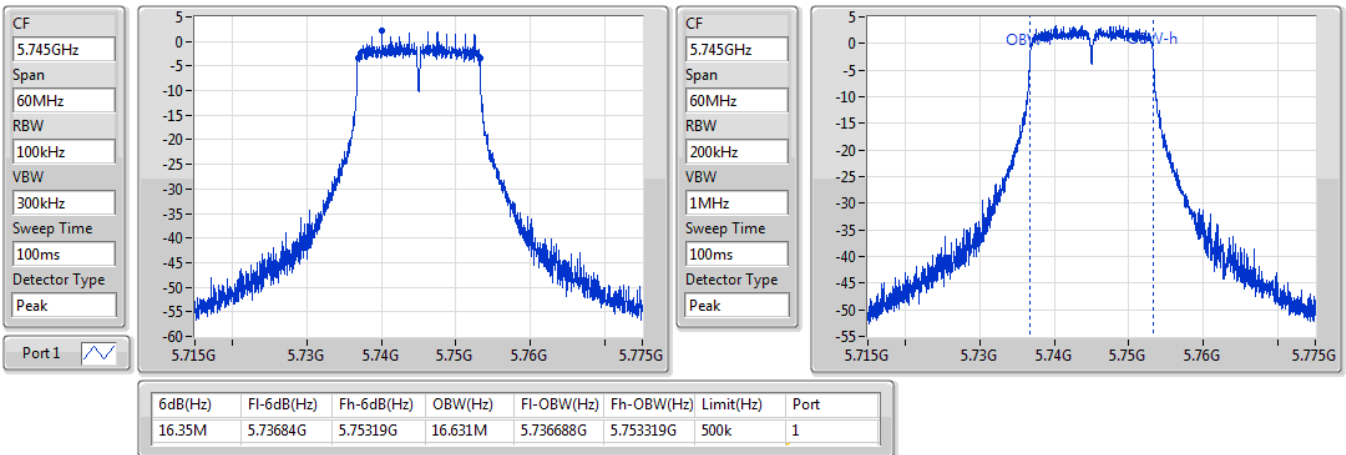 CF
5.745GHz
Span
60MHz
RBW
100kHz
VBW
300kHz
Sweep Time
100ms
Detector Type
Peak
Port 1
5
0
-5
-10
-15
-20
-25
-30
-35
-40
-45
-50
-55
-60
5.715G 5.73G 5.74G 5.75G 5.76G 5.775G
CF
5.745GHz
Span
60MHz
RBW
200kHz
VBW
1MHz
Sweep Time
100ms
Detector Type
Peak
5
0
-5
-10
-15
-20
-25
-30
-35
-40
-45
-50
-55
5.715G 5.73G 5.74G 5.75G 5.76G 5.775G
6dB(Hz) Fl-6dB(Hz) Fh-6dB(Hz) OBW(Hz) Fl-OBW(Hz) Fh-OBW(Hz) Limit(Hz) Port
16.35M 5.73684G 5.75319G 16.631M 5.736688G 5.753319G 500k 1